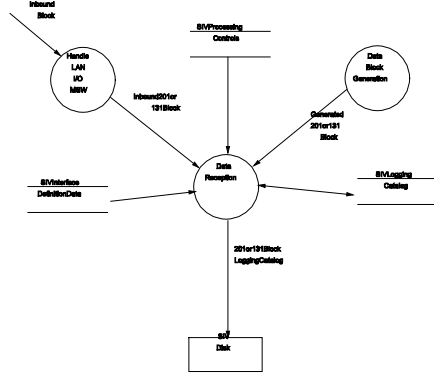 Inbound
Block
Handle
LAN
I/O
MSW
SIVProcessing
Controls
Data
Block
Generation
Inbound201or
131Block
Generated
201or131
Block
Data
Reception
SIVInterface
DefinitionData
SIVLogging
Catalog
201or131Block
LoggingCatalog
SIV
Disk